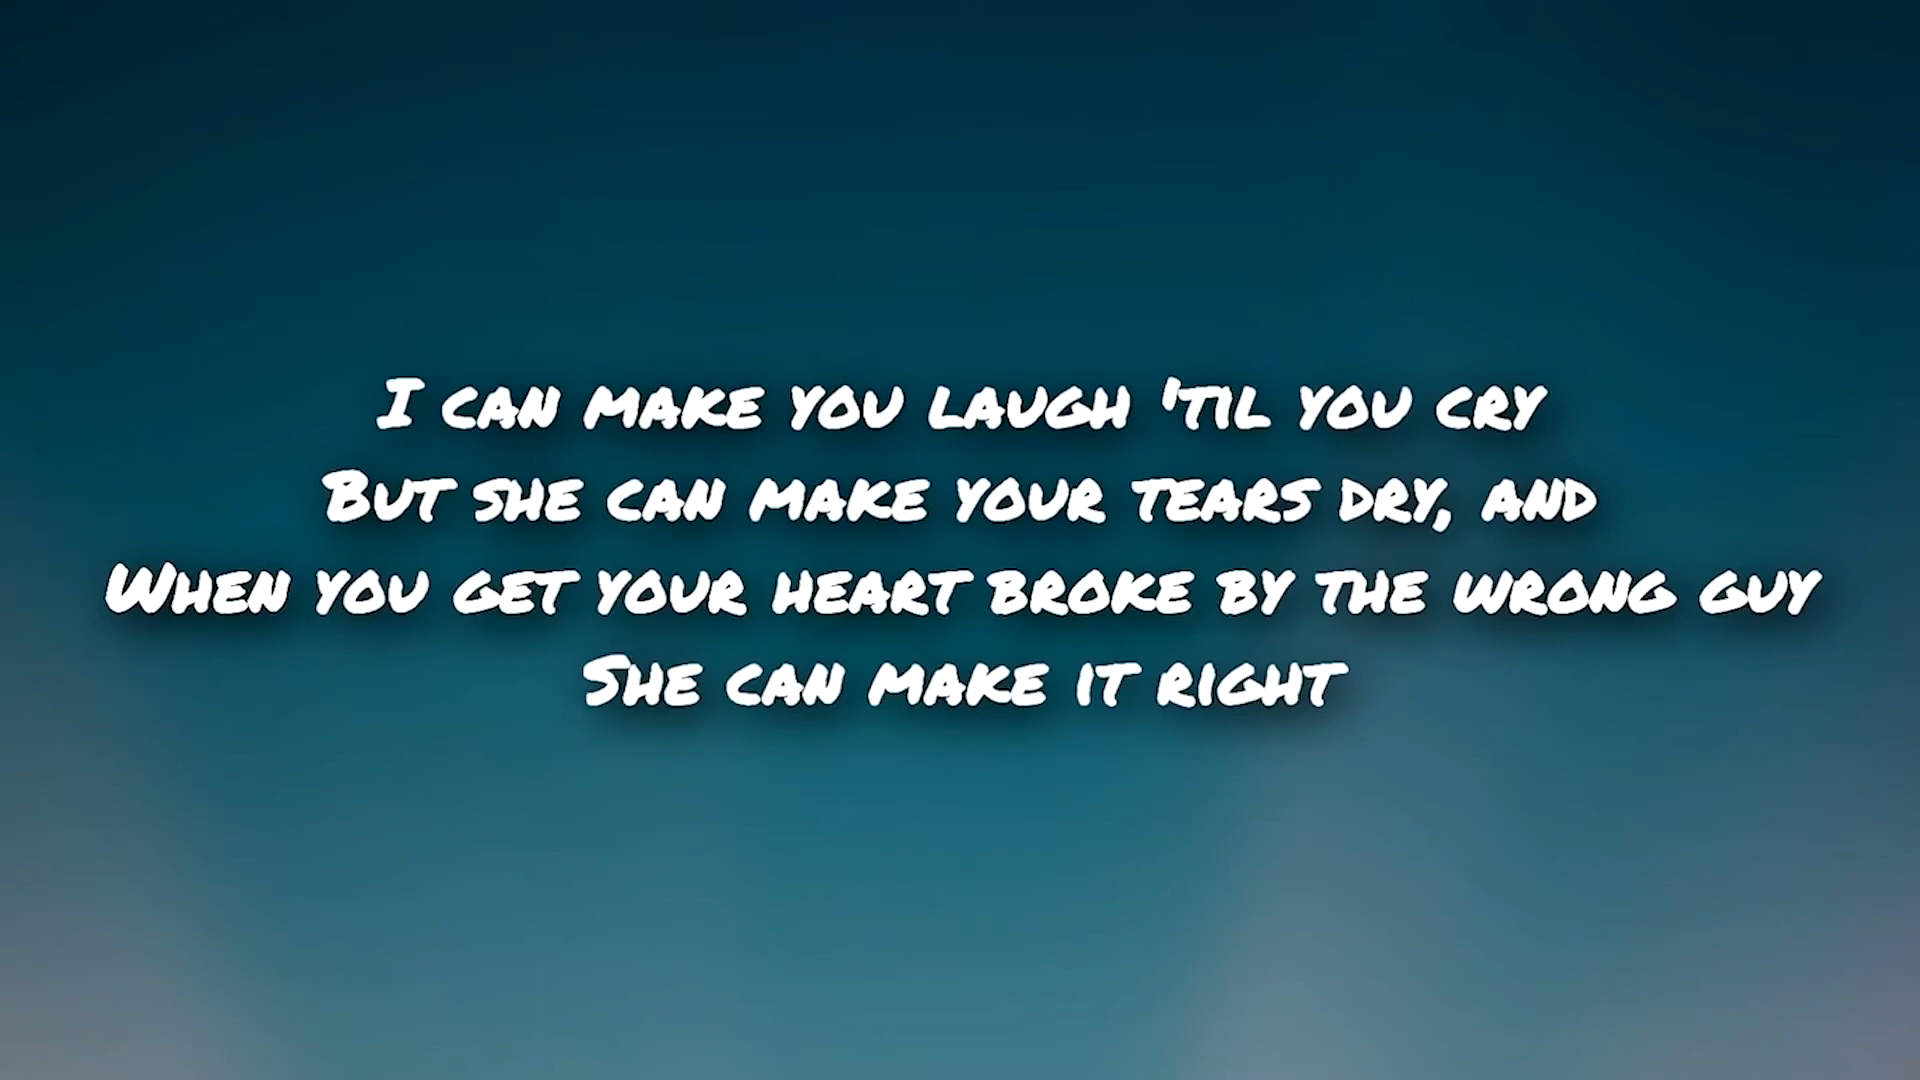 I can make you laugh 'til you cry
But she can make your tears dry, and
When you get your heart broke by the wrong guy
She can make it right